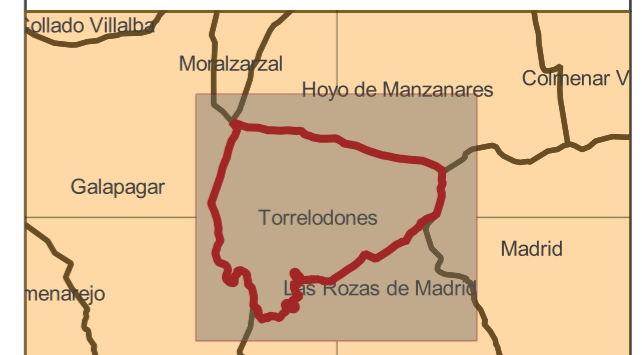 ollado Villalba
Moralzarzal
Hoyo de Manzanares
Colmenar V
Galapagar
Torrelodones
Madrid
menarejo
Las Rozas de Madrid